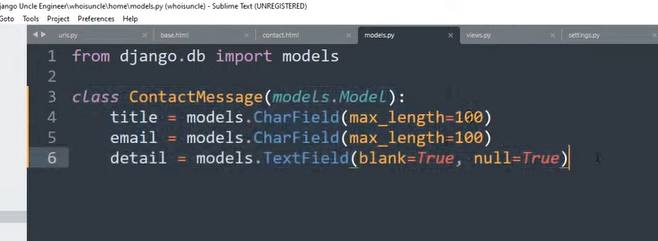 jango Uncle Engineer\whoisuncle\home\models.py (whoisuncle) - Sublime Text (UNREGISTERED)
Goto Tools Project Preferences Help
urls.py base.html contact.html models.py views.py settings.py
1 from django.db import models
2
3 class ContactMessage(models.Model):
4 title = models.CharField(max_length=100)
5 email = models.CharField(max_length=100)
6 detail = models.TextField(blank=True, null=True)